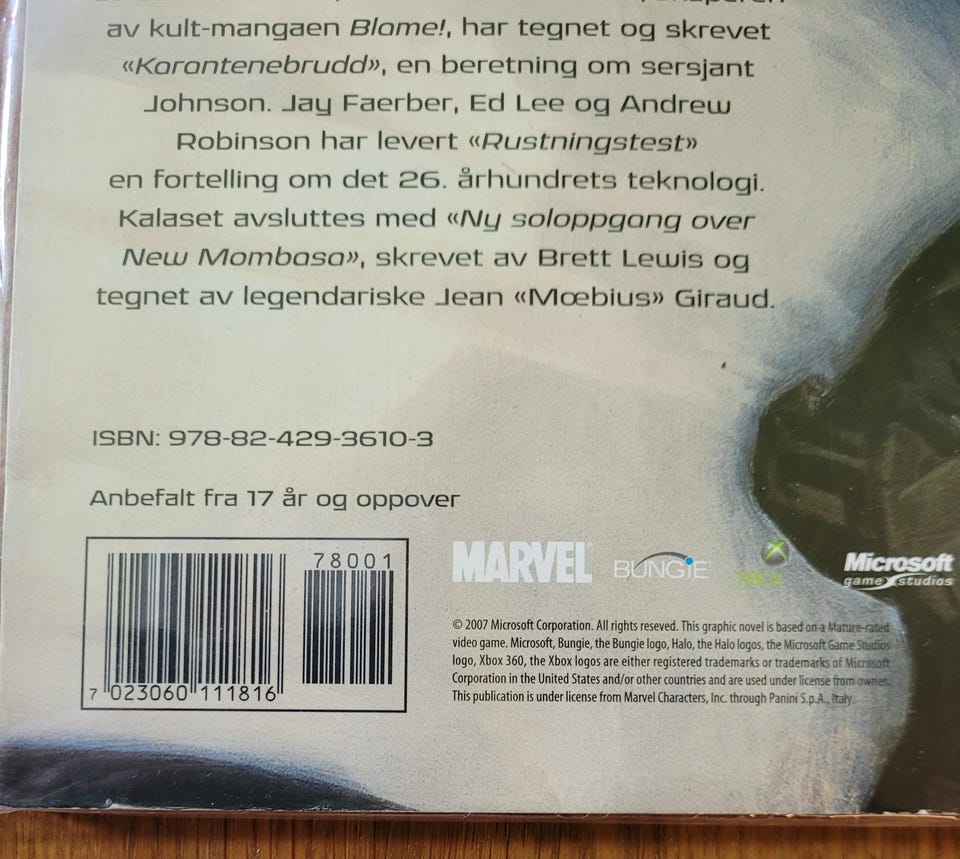 av kult-mangaen Blame!, har tegnet og skrevet
«Karantenebrudd», en beretning om sersjant
Johnson. Jay Faerber, Ed Lee og Andrew
Robinson har levert «Rustningstest»
en fortelling om det 26. århundrets teknologi.
Kalaset avsluttes med «Ny soloppgang over
New Mombasa», skrevet av Brett Lewis og
tegnet av legendariske Jean «Mœbius» Giraud.
ISBN: 978-82-429-3610-3
Anbefalt fra 17 år og oppover
78001
7 023060 111816
MARVEL BUNGIE XBOX Microsoft
game studios
© 2007 Microsoft Corporation. All rights reseved. This graphic novel is based on a Mature-rated
video game. Microsoft, Bungie, the Bungie logo, Halo, the Halo logos, the Microsoft Game Studios
logo, Xbox 360, the Xbox logos are either registered trademarks or trademarks of Microsoft
Corporation in the United States and/or other countries and are used under license from owner.
This publication is under license from Marvel Characters, Inc. through Panini S.p.A., Italy.